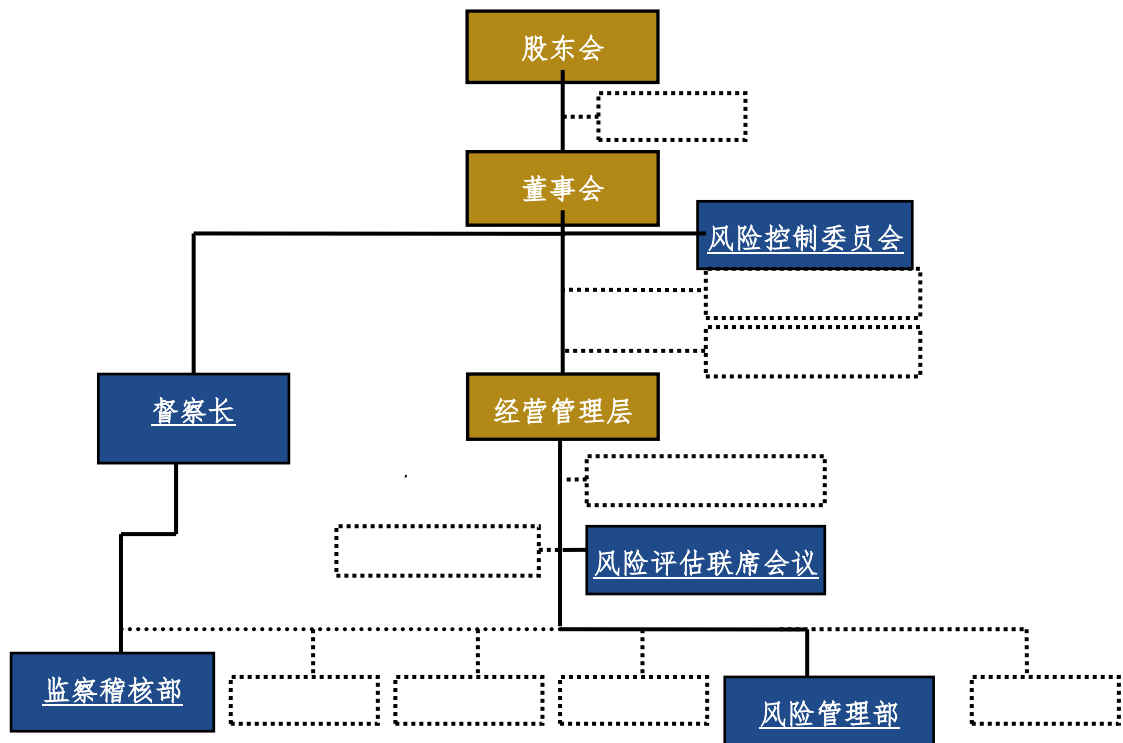 股东会
董事会
风险控制委员会
督察长
经营管理层
风险评估联席会议
监察稽核部
风险管理部